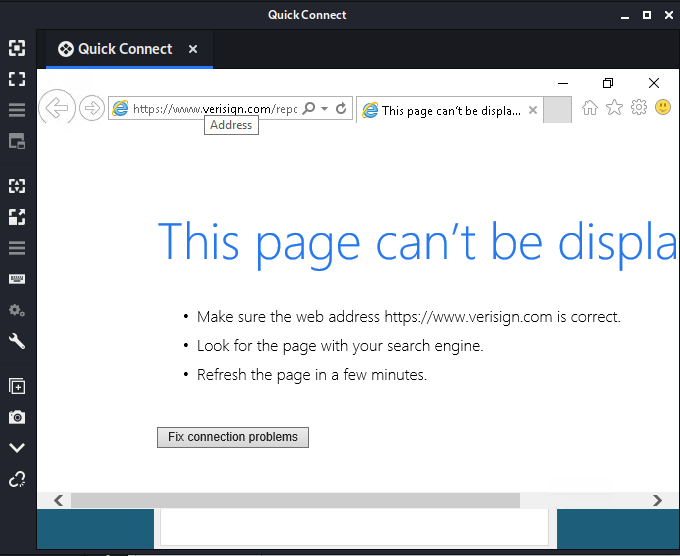 Quick Connect
Quick Connect
https://www.verisign.com/repo
This page can't be displa...
Address
This page can't be displa
• Make sure the web address https://www.verisign.com is correct.
• Look for the page with your search engine.
• Refresh the page in a few minutes.
Fix connection problems